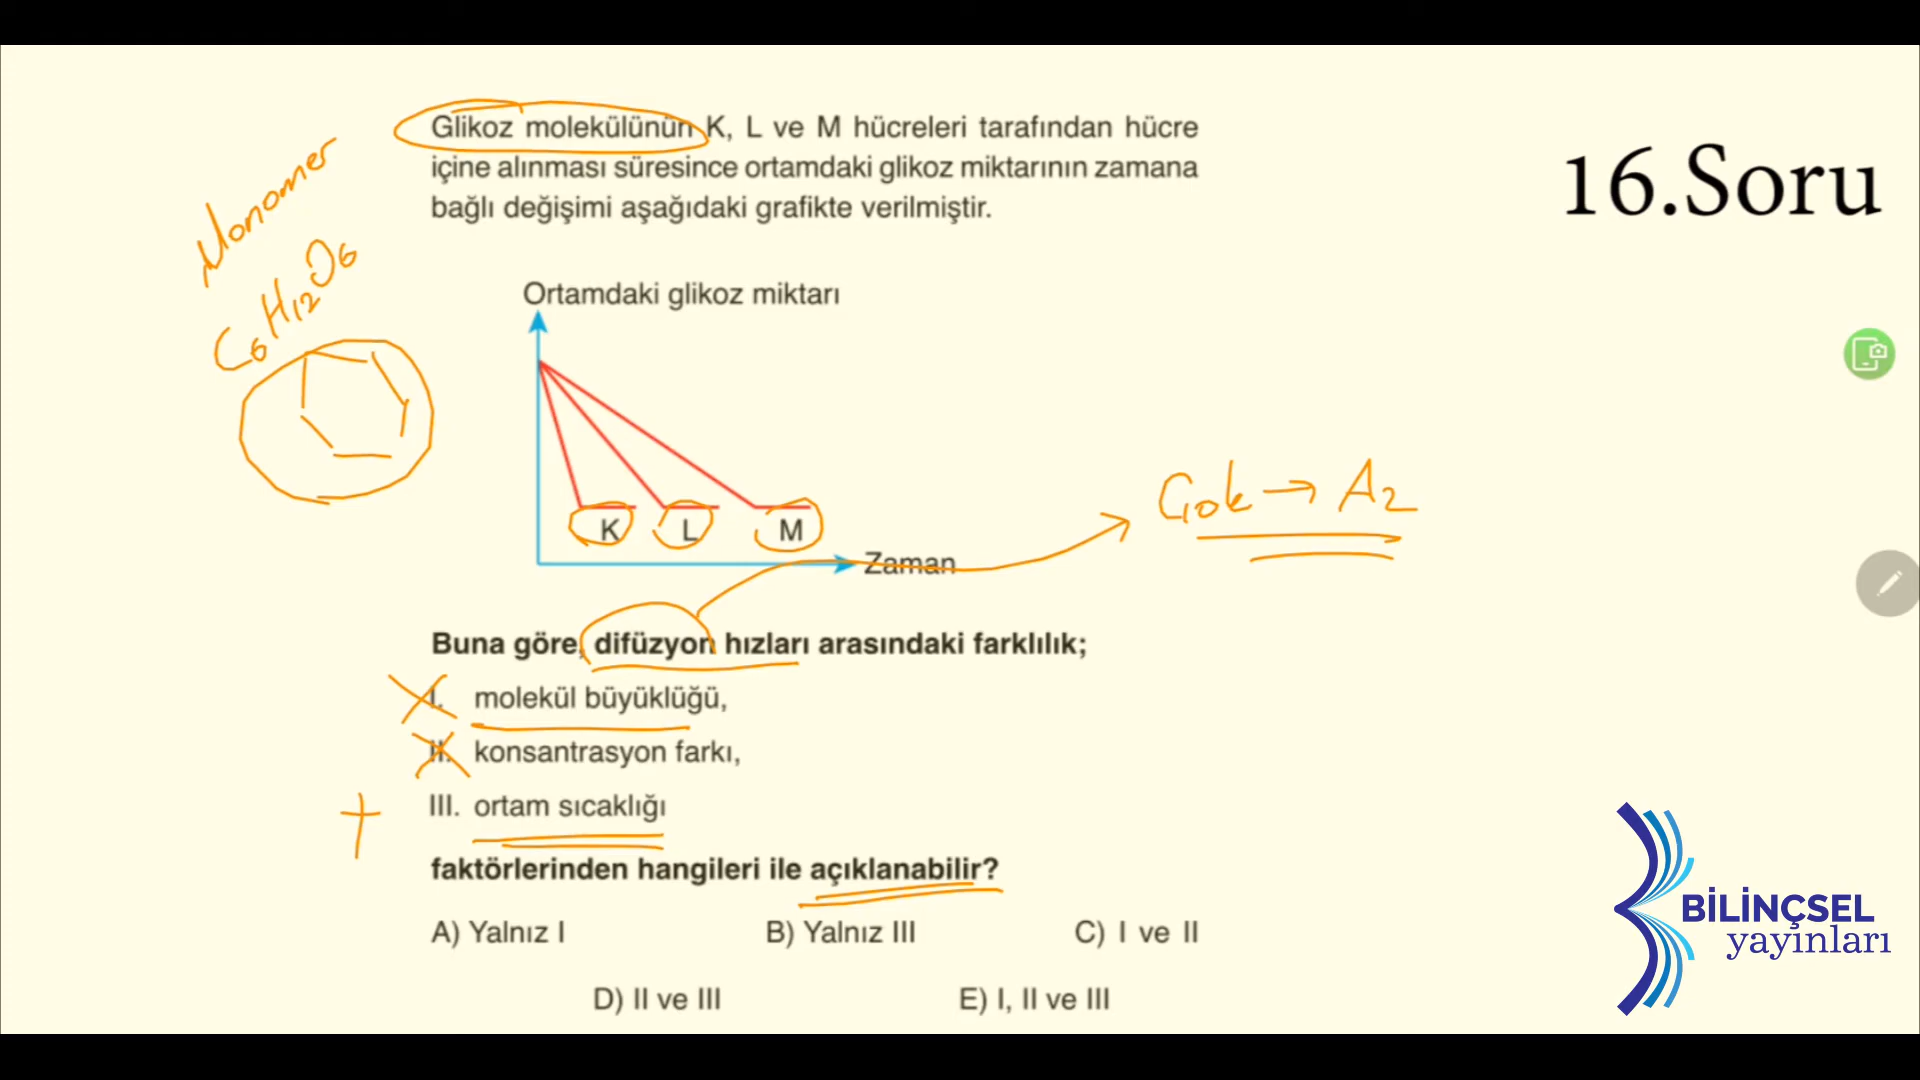 16.Soru
Glikoz molekülünün K, L ve M hücreleri tarafından hücre
içine alınması süresince ortamdaki glikoz miktarının zamana
bağlı değişimi aşağıdaki grafikte verilmiştir.
Monomer
C6H12O6
Ortamdaki glikoz miktarı
K L M
Zaman
Çok → Az
Buna göre, difüzyon hızları arasındaki farklılık;
I. molekül büyüklüğü,
II. konsantrasyon farkı,
+ III. ortam sıcaklığı
faktörlerinden hangileri ile açıklanabilir?
A) Yalnız I B) Yalnız III C) I ve II
D) II ve III E) I, II ve III
BİLİNÇSEL
yayınları